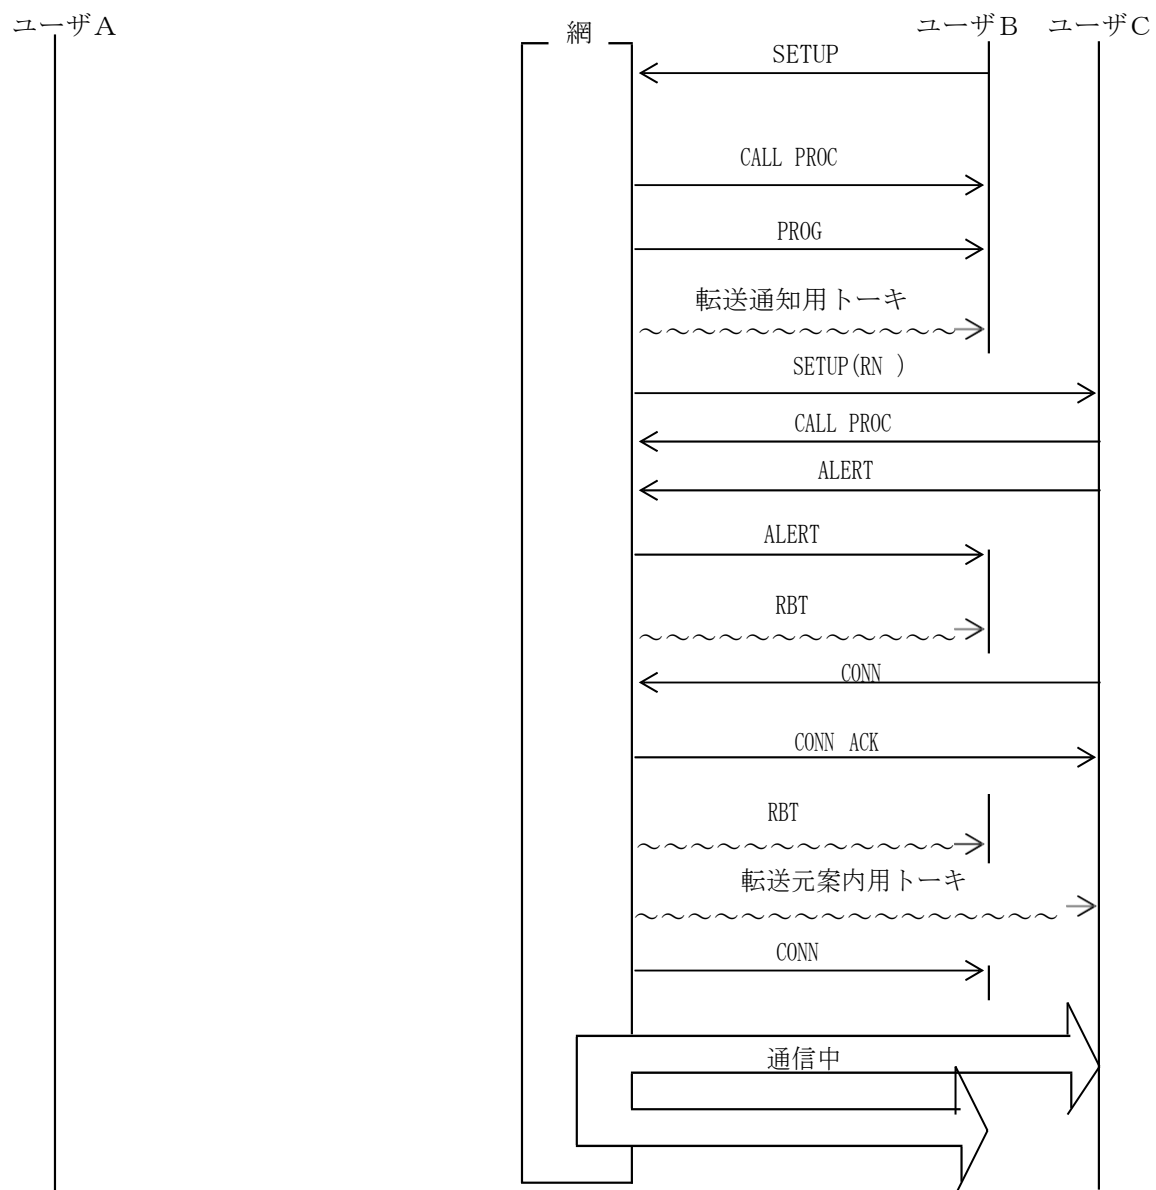 ユーザA 網 ユーザB ユーザC
SETUP
CALL PROC
PROG
転送通知用トーキ
SETUP(RN )
CALL PROC
ALERT
ALERT
RBT
CONN
CONN ACK
RBT
転送元案内用トーキ
CONN
通信中